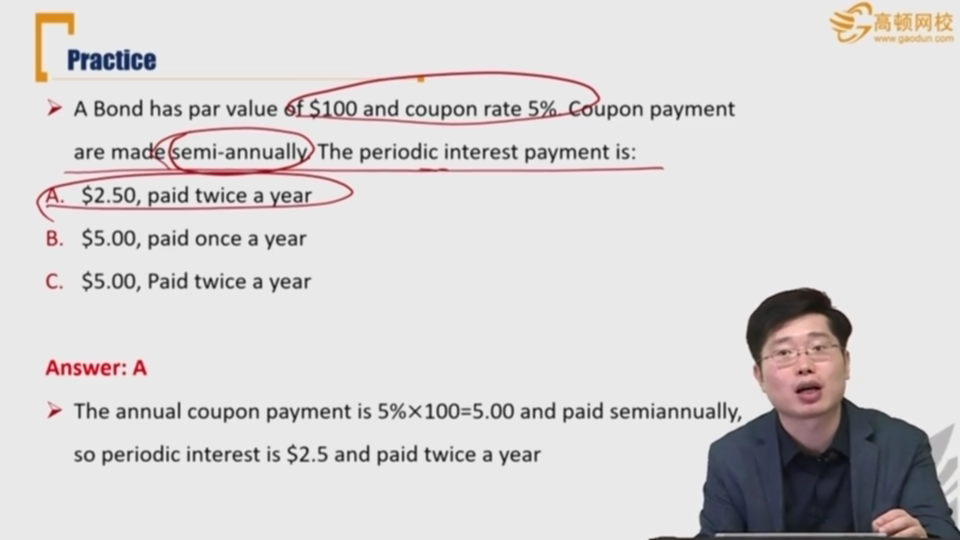 高顿网校
www.gaodun.com
Practice
A Bond has par value of $100 and coupon rate 5%. Coupon payment
are made semi-annually. The periodic interest payment is:
A. $2.50, paid twice a year
B. $5.00, paid once a year
C. $5.00, Paid twice a year
Answer: A
The annual coupon payment is 5%×100=5.00 and paid semiannually,
so periodic interest is $2.5 and paid twice a year